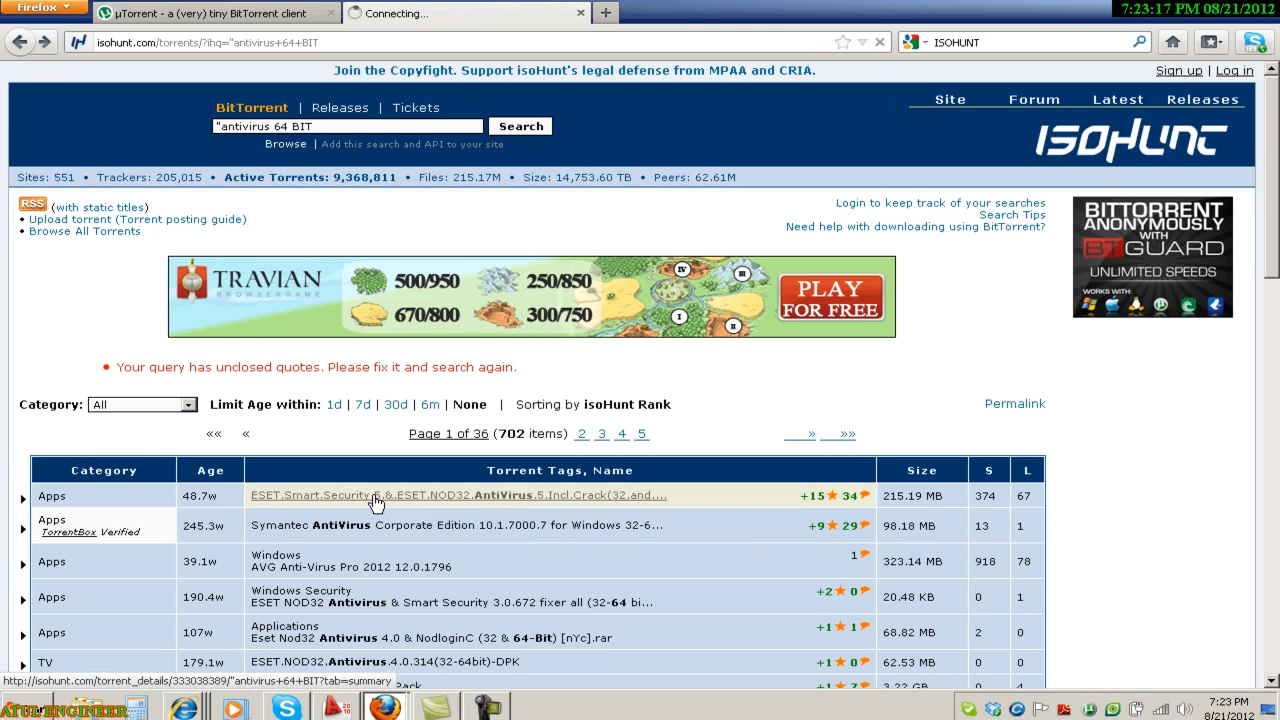 Firefox
µTorrent - a (very) tiny BitTorrent client
Connecting...
7:23:17 PM 08/21/2012
isohunt.com/torrents/?ihq="antivirus+64+BIT
ISOHUNT
Join the Copyfight. Support isoHunt's legal defense from MPAA and CRIA.
Sign up | Log in
BitTorrent | Releases | Tickets
Site Forum Latest Releases
"antivirus 64 BIT
Search
ISOHUNT
Browse | Add this search and API to your site
Sites: 551 • Trackers: 205,015 • Active Torrents: 9,368,811 • Files: 215.17M • Size: 14,753.60 TB • Peers: 62.61M
RSS (with static titles)
• Upload torrent (Torrent posting guide)
• Browse All Torrents
Login to keep track of your searches
Search Tips
Need help with downloading using BitTorrent?
BITTORRENT
ANONYMOUSLY
WITH
BTGUARD
UNLIMITED SPEEDS
WORKS WITH:
TRAVIAN
BROWSERGAME
500/950
250/850
670/800
300/750
I
II
III
IV
PLAY
FOR FREE
• Your query has unclosed quotes. Please fix it and search again.
Category: All Limit Age within: 1d | 7d | 30d | 6m | None | Sorting by isoHunt Rank
Permalink
«« « Page 1 of 36 (702 items) 2 3 4 5 » »»
Category Age Torrent Tags, Name Size S L
Apps 48.7w ESET.Smart.Security.5.&.ESET.NOD32.AntiVirus.5.Incl.Crack(32.and.... +15 34 215.19 MB 374 67
Apps
TorrentBox Verified
245.3w Symantec AntiVirus Corporate Edition 10.1.7000.7 for Windows 32-6... +9 29 98.18 MB 13 1
Apps 39.1w Windows
AVG Anti-Virus Pro 2012 12.0.1796 1 323.14 MB 918 78
Apps 190.4w Windows Security
ESET NOD32 Antivirus & Smart Security 3.0.672 fixer all (32-64 bi... +2 0 20.48 KB 0 1
Apps 107w Applications
Eset Nod32 Antivirus 4.0 & NodloginC (32 & 64-Bit) [nYc].rar +1 1 68.82 MB 2 0
TV 179.1w ESET.NOD32.Antivirus.4.0.314(32-64bit)-DPK +1 0 62.53 MB 0 0
http://isohunt.com/torrent_details/333038389/"antivirus+64+BIT?tab=summary
ATUL ENGINEER
7:23 PM
8/21/2012